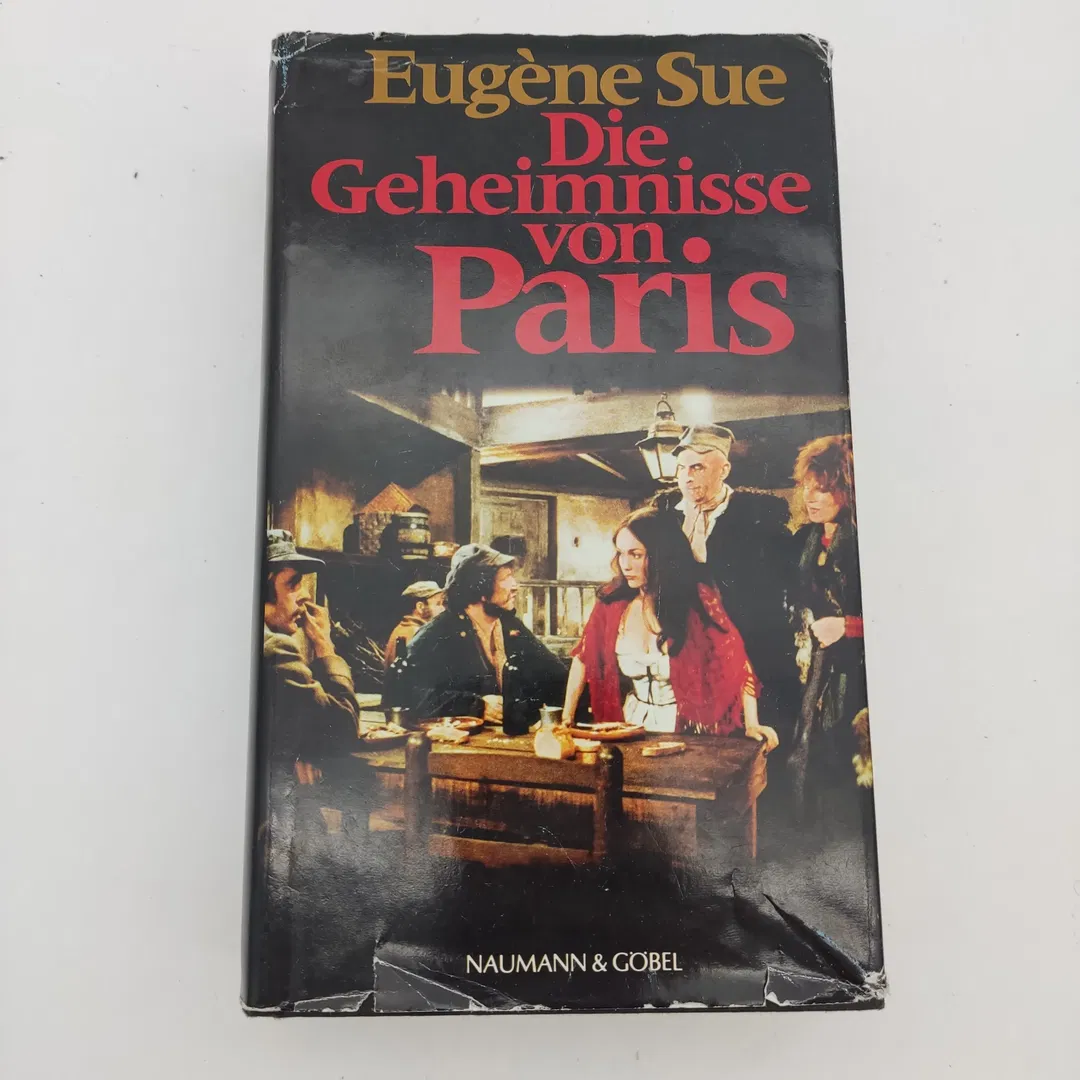 Eugène Sue
Die
Geheimnisse
von
Paris
NAUMANN & GÖBEL